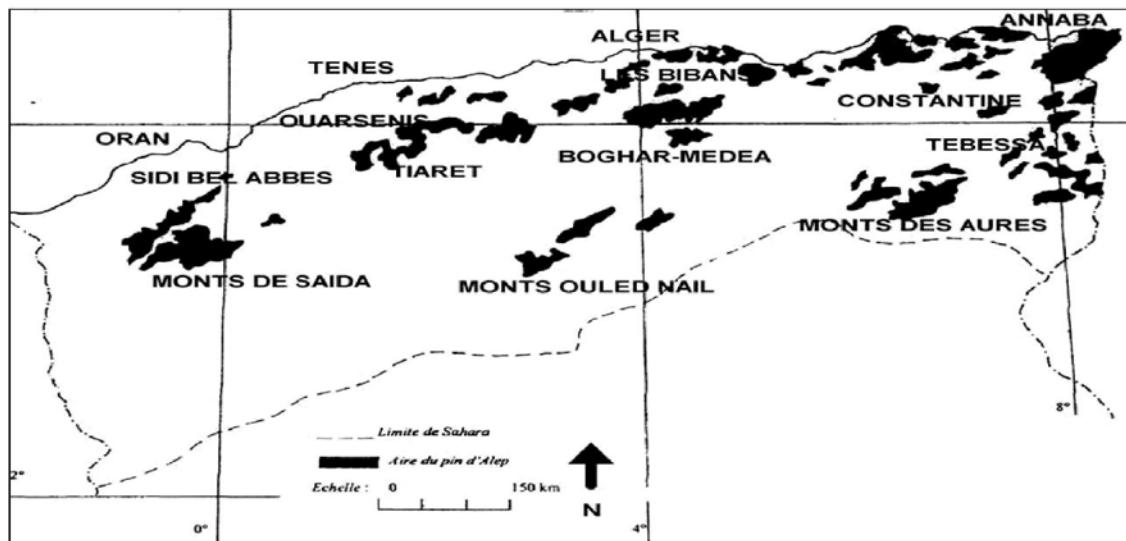 ANNABA
ALGER
TENES
LES BIBANS
CONSTANTINE
OUARSENIS
ORAN
TEBESSA
BOGHAR-MEDEA
TIARET
SIDI BEL ABBES
MONTS DES AURES
MONTS DE SAIDA
MONTS OULED NAIL
8°
Limite de Sahara
Aire du pin d'Alep
2°
Echelle : 0 150 km
N
0°
4°